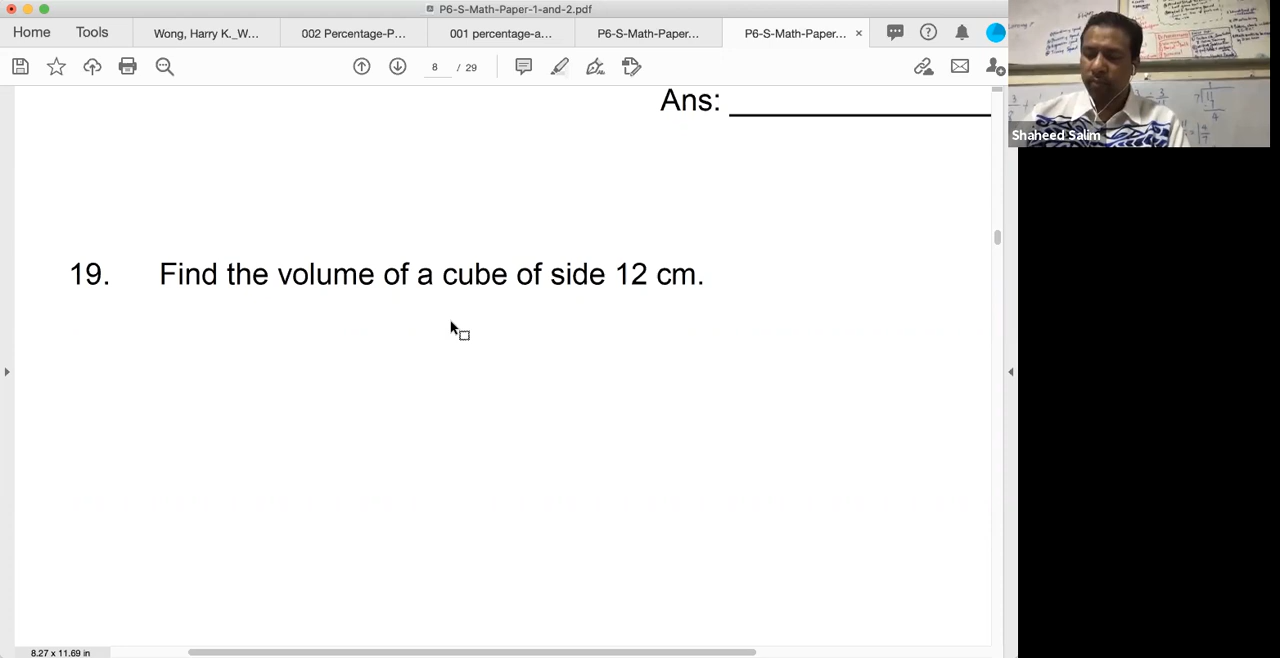 P6-S-Math-Paper-1-and-2.pdf
Home
Tools
Wong, Harry K._W...
002 Percentage-P...
001 percentage-a...
P6-S-Math-Paper...
P6-S-Math-Paper... ×
8 / 29
Ans:
19. Find the volume of a cube of side 12 cm.
8.27 x 11.69 in
Shaheed Salim